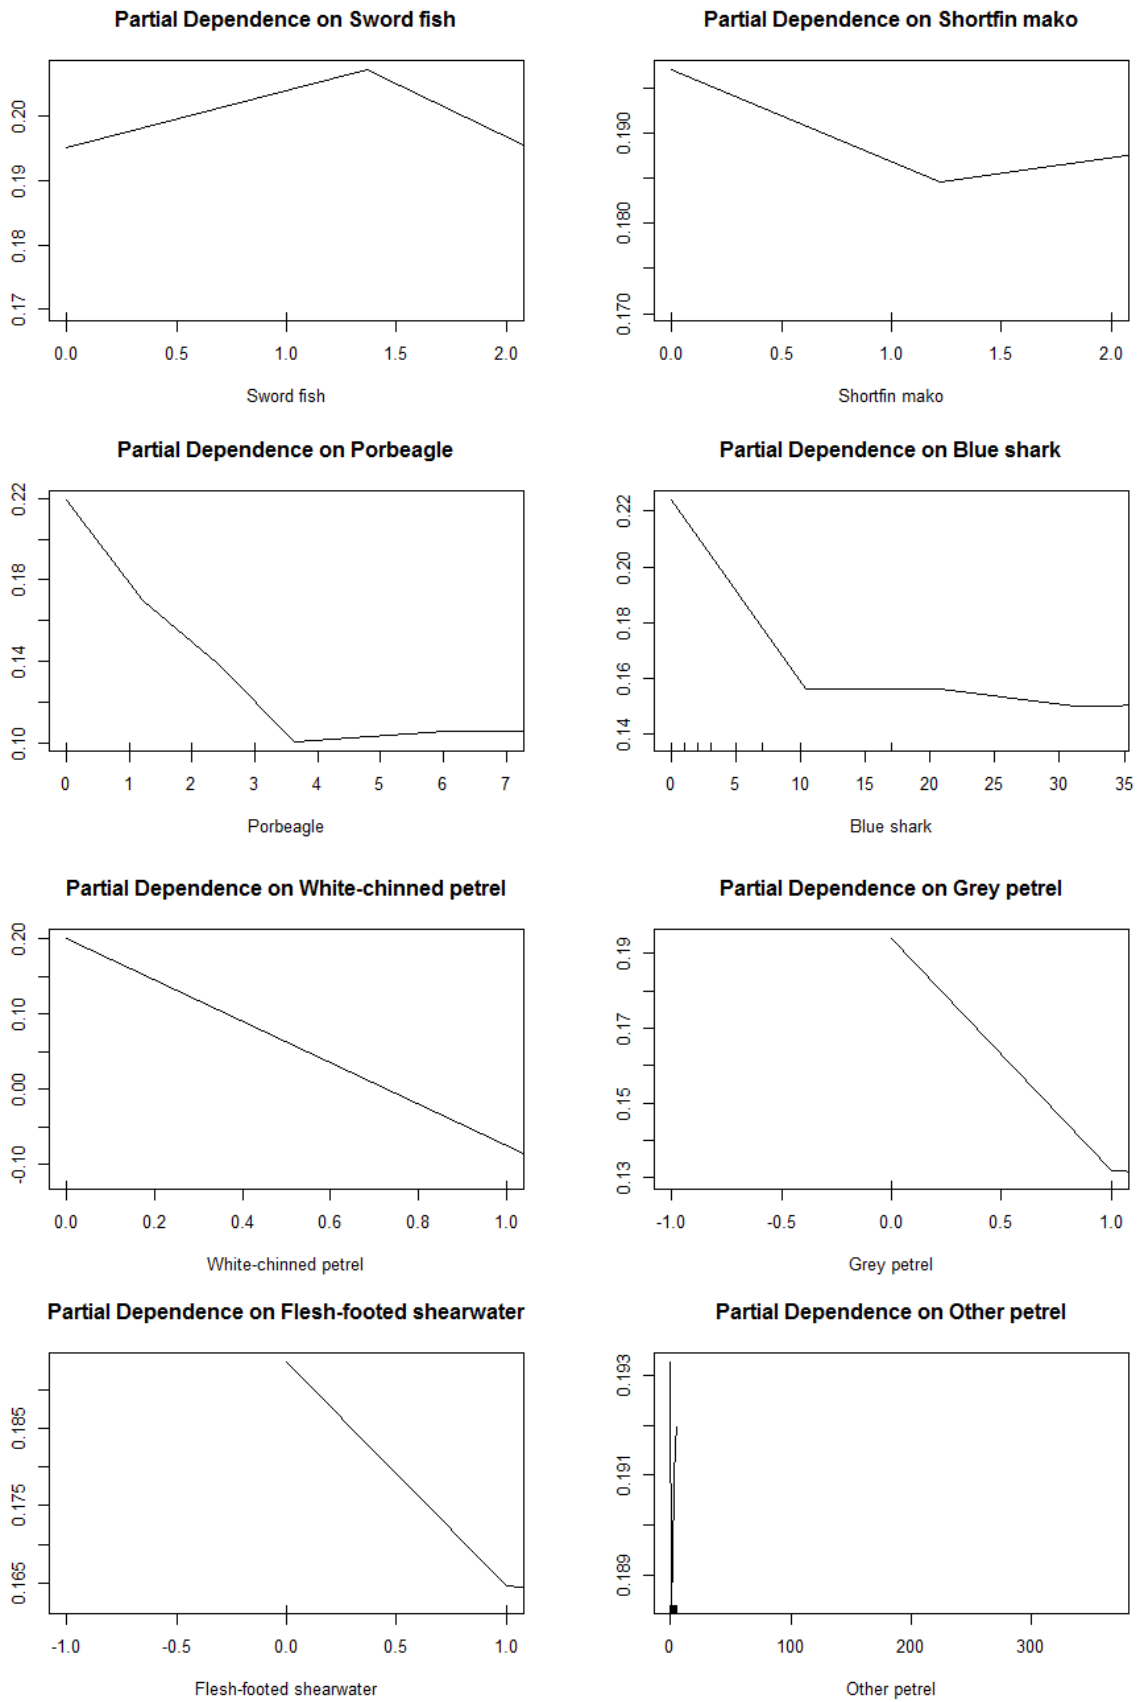 Partial Dependence on Sword fish
0.20
0.19
0.18
0.17
0.0 0.5 1.0 1.5 2.0
Sword fish
Partial Dependence on Shortfin mako
0.190
0.180
0.170
0.0 0.5 1.0 1.5 2.0
Shortfin mako
Partial Dependence on Porbeagle
0.22
0.18
0.14
0.10
0 1 2 3 4 5 6 7
Porbeagle
Partial Dependence on Blue shark
0.22
0.20
0.18
0.16
0.14
0 5 10 15 20 25 30 35
Blue shark
Partial Dependence on White-chinned petrel
0.20
0.10
0.00
-0.10
0.0 0.2 0.4 0.6 0.8 1.0
White-chinned petrel
Partial Dependence on Grey petrel
0.19
0.17
0.15
0.13
-1.0 -0.5 0.0 0.5 1.0
Grey petrel
Partial Dependence on Flesh-footed shearwater
0.185
0.175
0.165
-1.0 -0.5 0.0 0.5 1.0
Flesh-footed shearwater
Partial Dependence on Other petrel
0.193
0.191
0.189
0 100 200 300
Other petrel